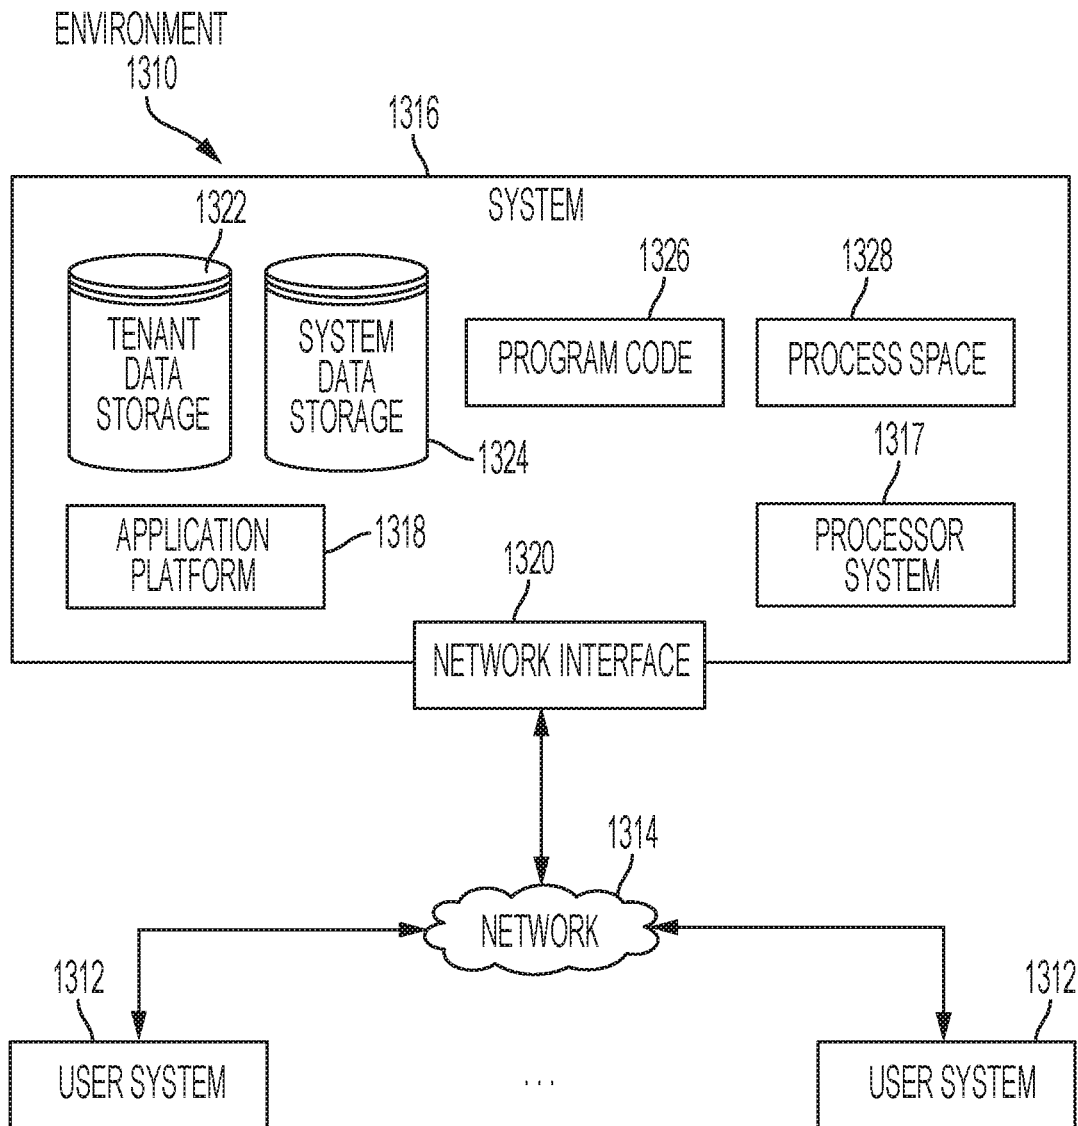 ENVIRONMENT
1310
1316
SYSTEM
1322
TENANT
DATA
STORAGE
SYSTEM
DATA
STORAGE
1324
1326
PROGRAM CODE
1328
PROCESS SPACE
1317
PROCESSOR
SYSTEM
APPLICATION
PLATFORM
1318
1320
NETWORK INTERFACE
1314
NETWORK
1312
USER SYSTEM
...
1312
USER SYSTEM